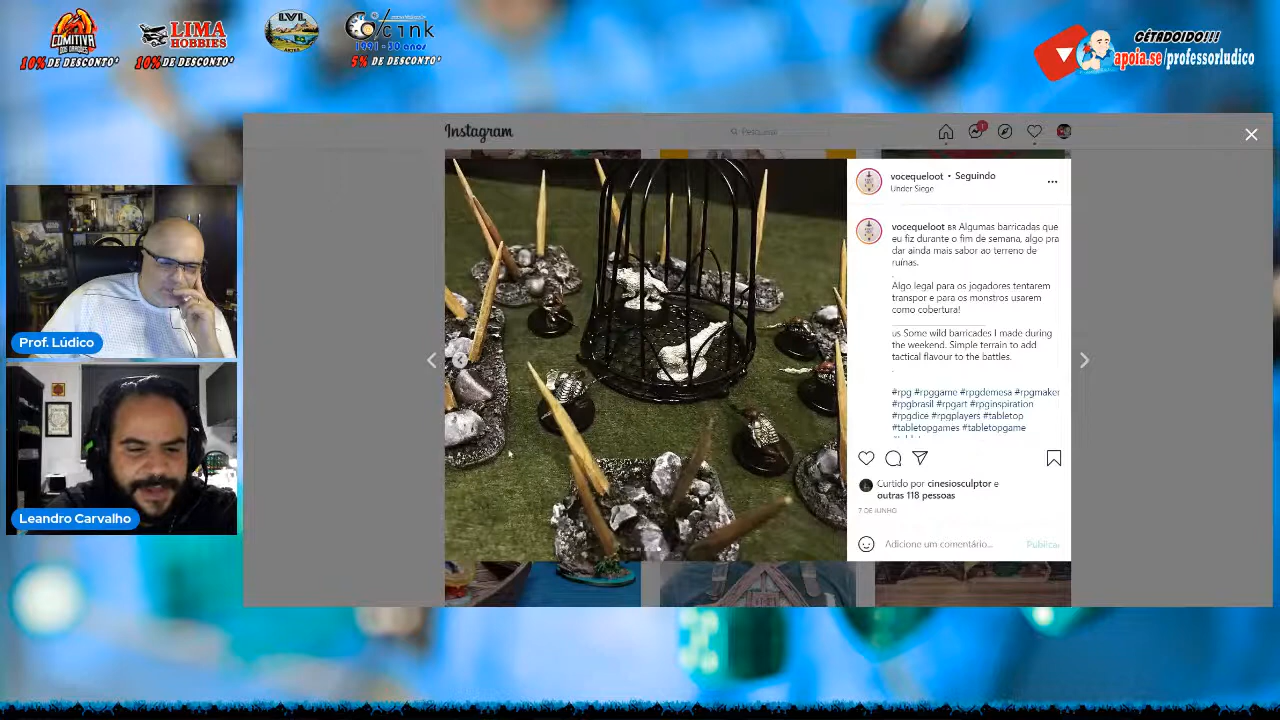 COMITIVA
DOS DRAGÕES
10% DE DESCONTO*
LIMA
HOBBIES
10% DE DESCONTO*
LVL
ARTES
1991 - 30 anos
5% DE DESCONTO*
GÊTADOIDO!!!
apoia.se/professorludico
Instagram
Pesquisar
1
vocequeloot • Seguindo
Under Siege
vocequeloot BR Algumas barricadas que
eu fiz durante o fim de semana, algo pra
dar ainda mais sabor ao terreno de
ruínas.
.
Algo legal para os jogadores tentarem
transpor e para os monstros usarem
como cobertura!
us Some wild barricades I made during
the weekend. Simple terrain to add
tactical flavour to the battles.
.
#rpg #rpggame #rpgdemesa #rpgmaker
#rpgbrasil #rpgart #rpginspiration
#rpgdice #rpgplayers #tabletop
#tabletopgames #tabletopgame
Curtido por cinesiosculptor e
outras 118 pessoas
7 DE JUNHO
Adicione um comentário...
Publicar
Prof. Lúdico
Leandro Carvalho